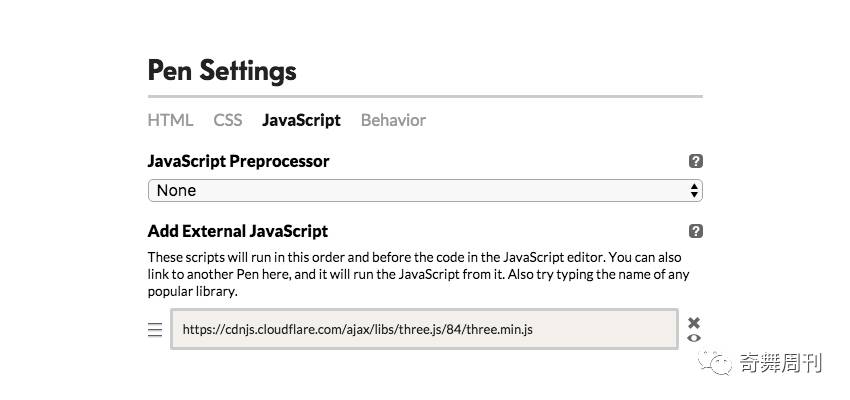 Pen Settings
HTML CSS JavaScript Behavior
JavaScript Preprocessor ?
None
Add External JavaScript ?
These scripts will run in this order and before the code in the JavaScript editor. You can also
link to another Pen here, and it will run the JavaScript from it. Also try typing the name of any
popular library.
https://cdnjs.cloudflare.com/ajax/libs/three.js/84/three.min.js
奇舞周刊